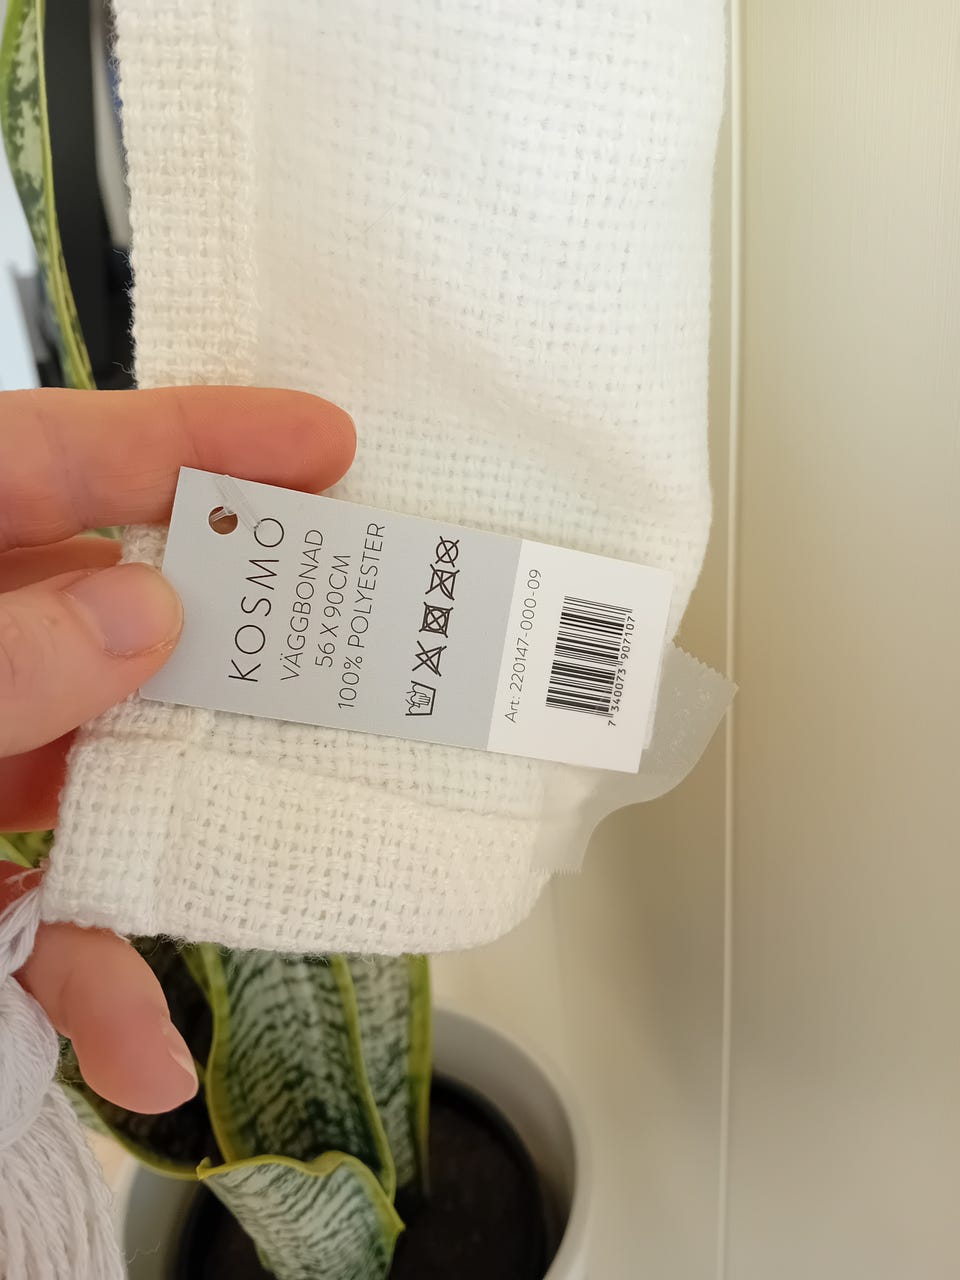 KOSMO
VÄGGBONAD
56 X 90CM
100% POLYESTER
Art: 220147-000-09
7 340073 907107